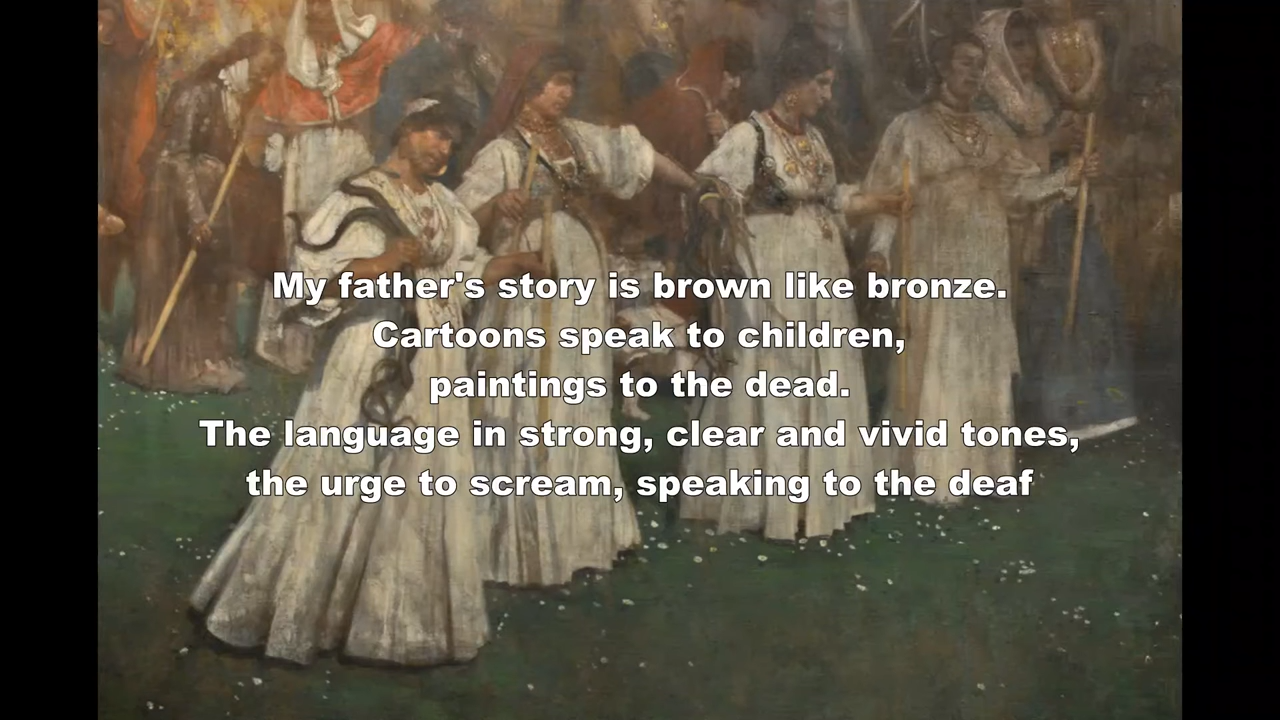 My father's story is brown like bronze.
Cartoons speak to children,
paintings to the dead.
The language in strong, clear and vivid tones,
the urge to scream, speaking to the deaf